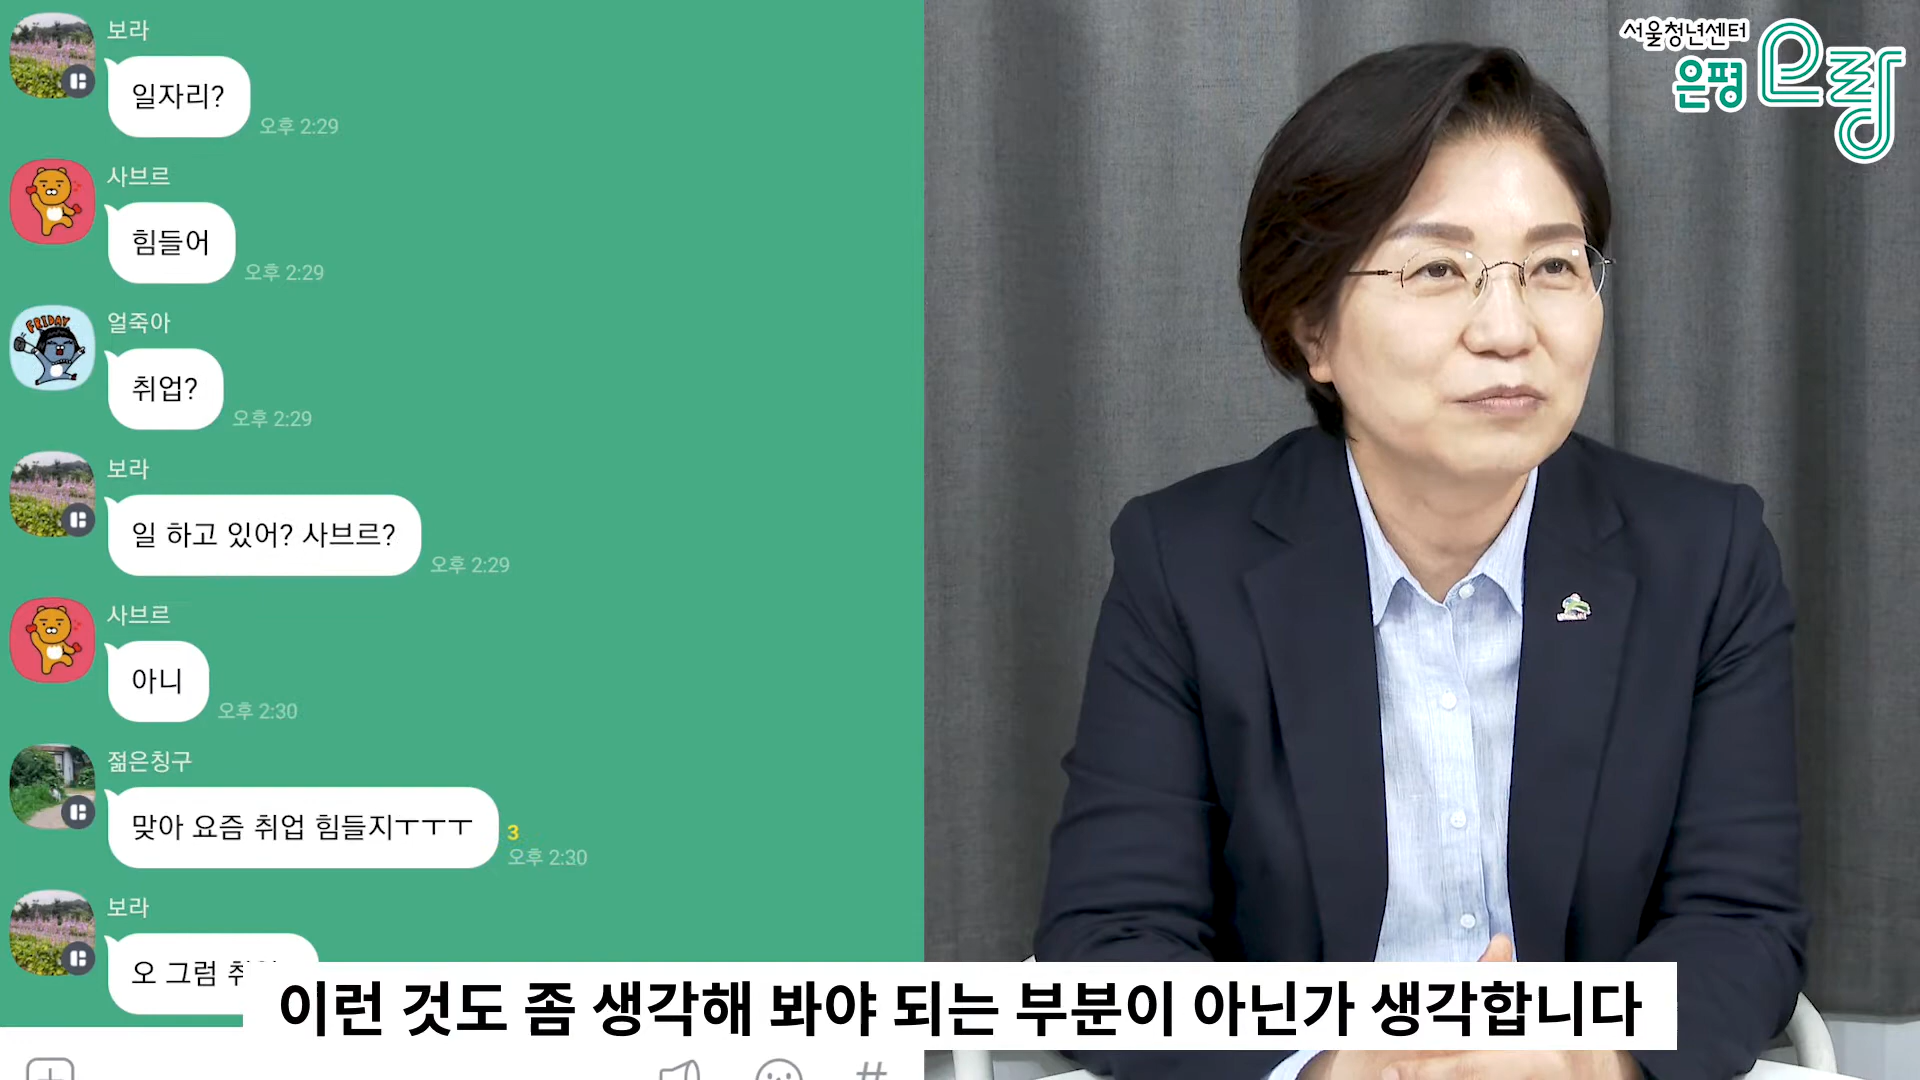 보라
일자리?
오후 2:29
사브르
힘들어
오후 2:29
FRIDAY
얼죽아
취업?
오후 2:29
보라
일 하고 있어? 사브르?
오후 2:29
사브르
아니
오후 2:30
젊은칭구
맞아 요즘 취업 힘들지ㅜㅜㅜ
3
오후 2:30
보라
오 그럼
이런 것도 좀 생각해 봐야 되는 부분이 아닌가 생각합니다
#
서울청년센터
은평
오랑